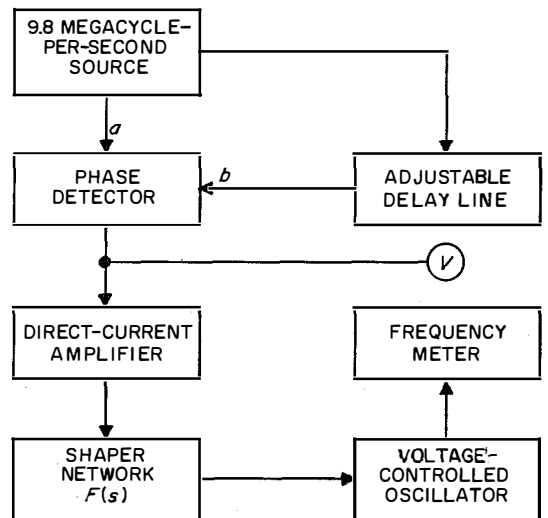 9.8 MEGACYCLE-
PER-SECOND
SOURCE
a
PHASE
DETECTOR
b
ADJUSTABLE
DELAY LINE
V
DIRECT-CURRENT
AMPLIFIER
FREQUENCY
METER
SHAPER
NETWORK
F(s)
VOLTAGE-
CONTROLLED
OSCILLATOR